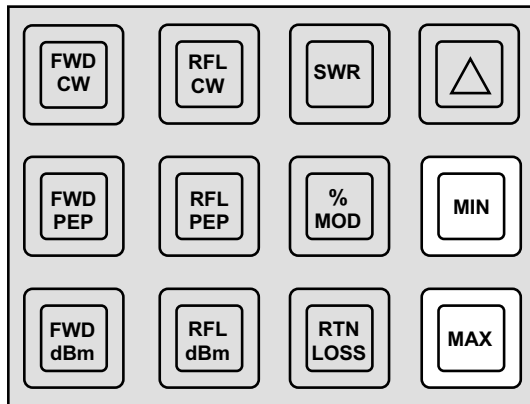 FWD
CW
RFL
CW
SWR
FWD
PEP
RFL
PEP
%
MOD
MIN
FWD
dBm
RFL
dBm
RTN
LOSS
MAX